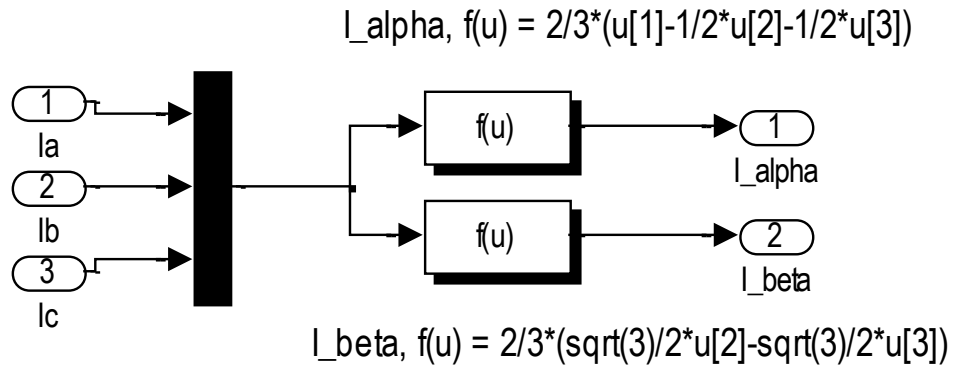 I_alpha, f(u) = 2/3*(u[1]-1/2*u[2]-1/2*u[3])
1
Ia
2
Ib
3
Ic
f(u)
f(u)
1
I_alpha
2
I_beta
I_beta, f(u) = 2/3*(sqrt(3)/2*u[2]-sqrt(3)/2*u[3])